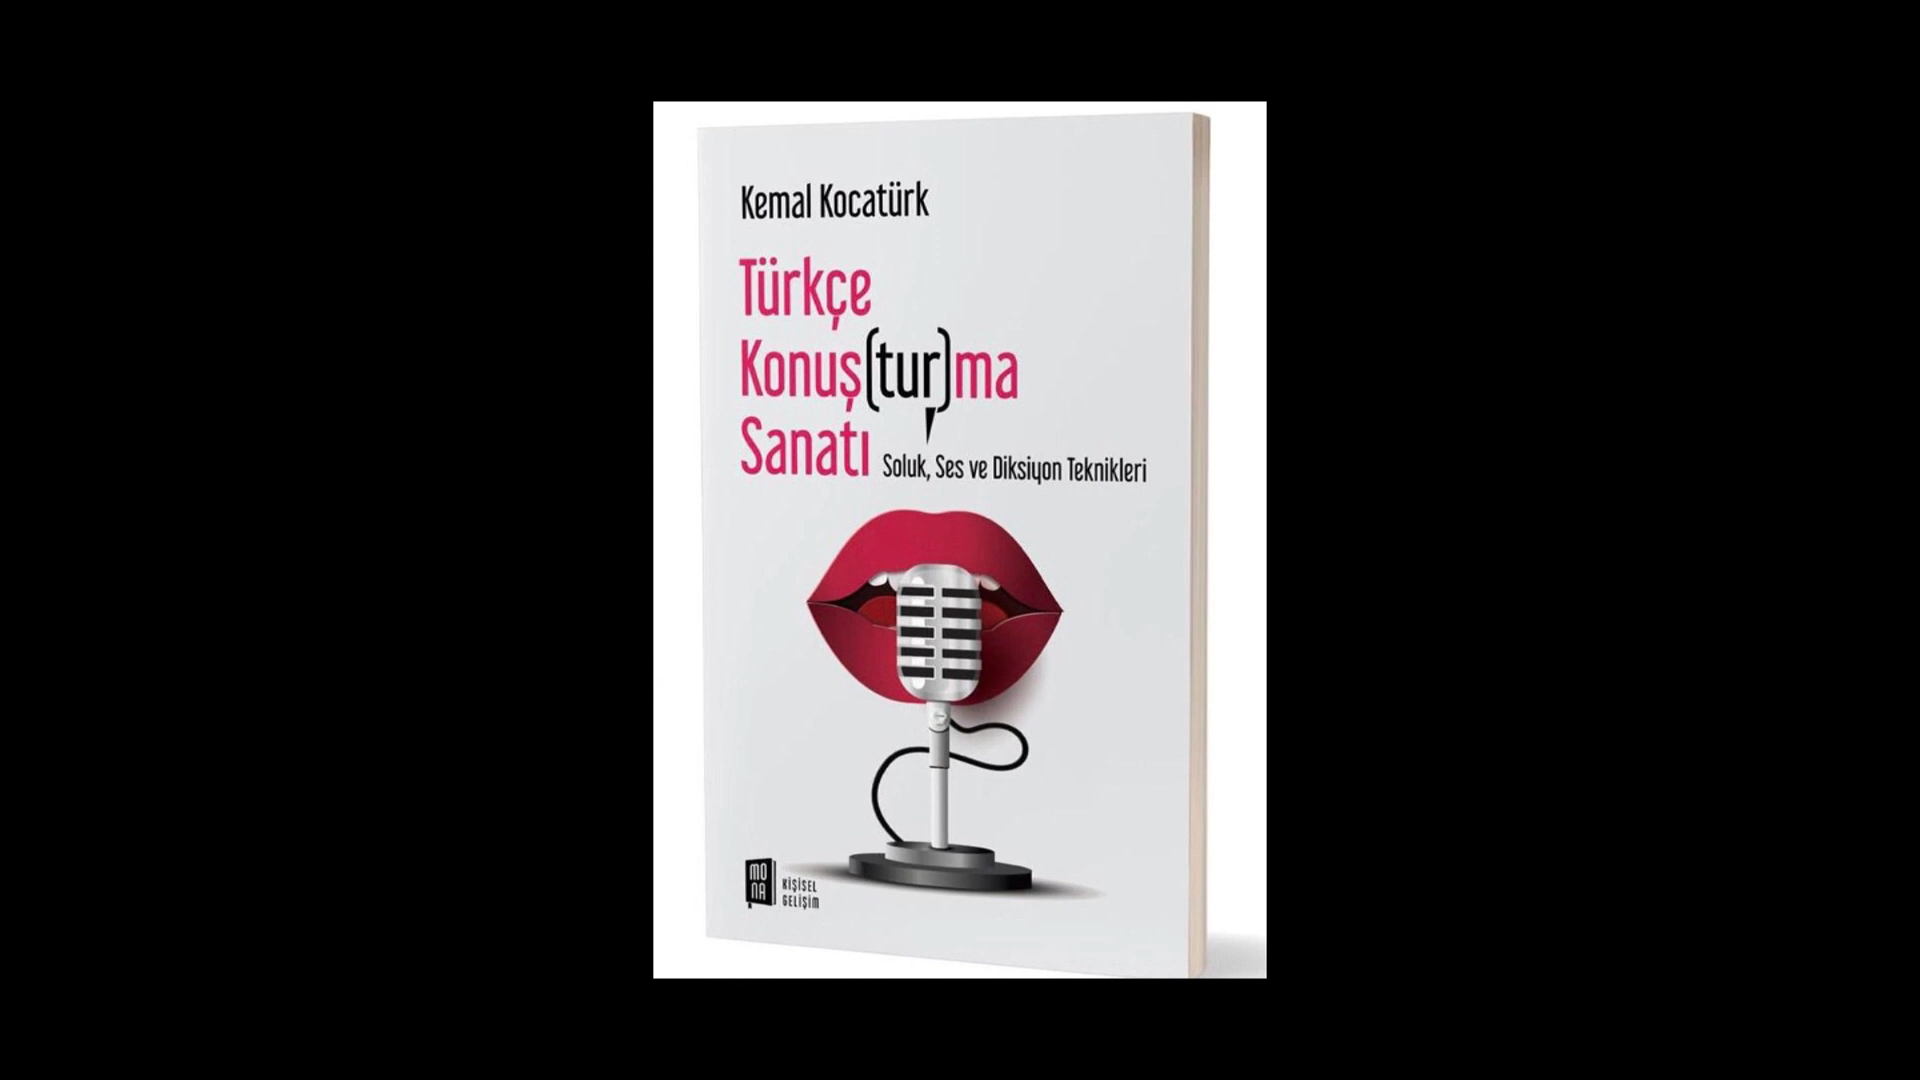 Kemal Kocatürk
Türkçe
Konuş(tur)ma
Sanatı
Soluk, Ses ve Diksiyon Teknikleri
MO
NA
KİŞİSEL
GELİŞİM